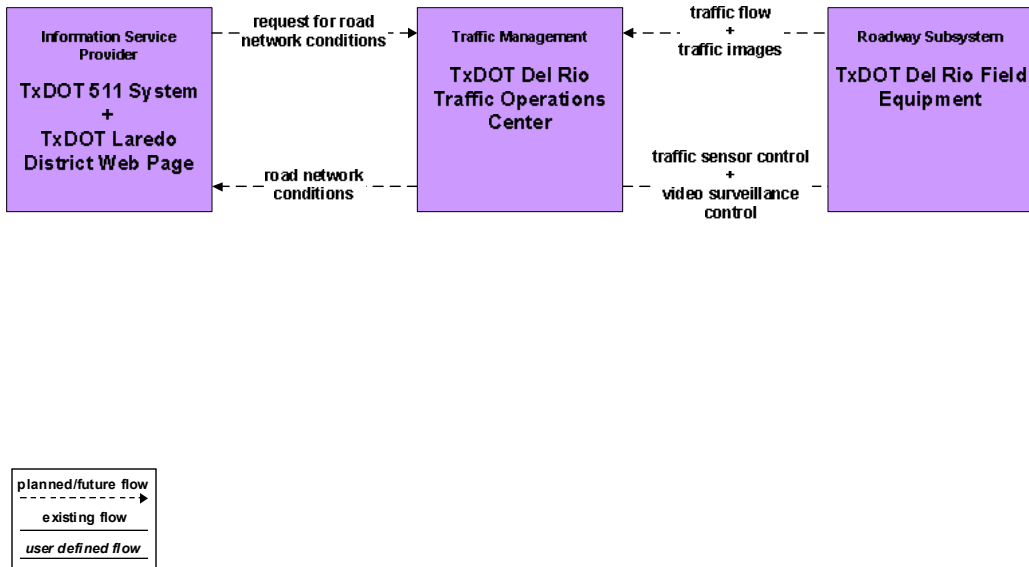 Information Service
Provider
TxDOT 511 System
+
TxDOT Laredo
District Web Page
request for road
network conditions
road network
conditions
Traffic Management
TxDOT Del Rio
Traffic Operations
Center
traffic flow
+
traffic images
traffic sensor control
+
video surveillance
control
Roadway Subsystem
TxDOT Del Rio Field
Equipment
planned/future flow
existing flow
user defined flow